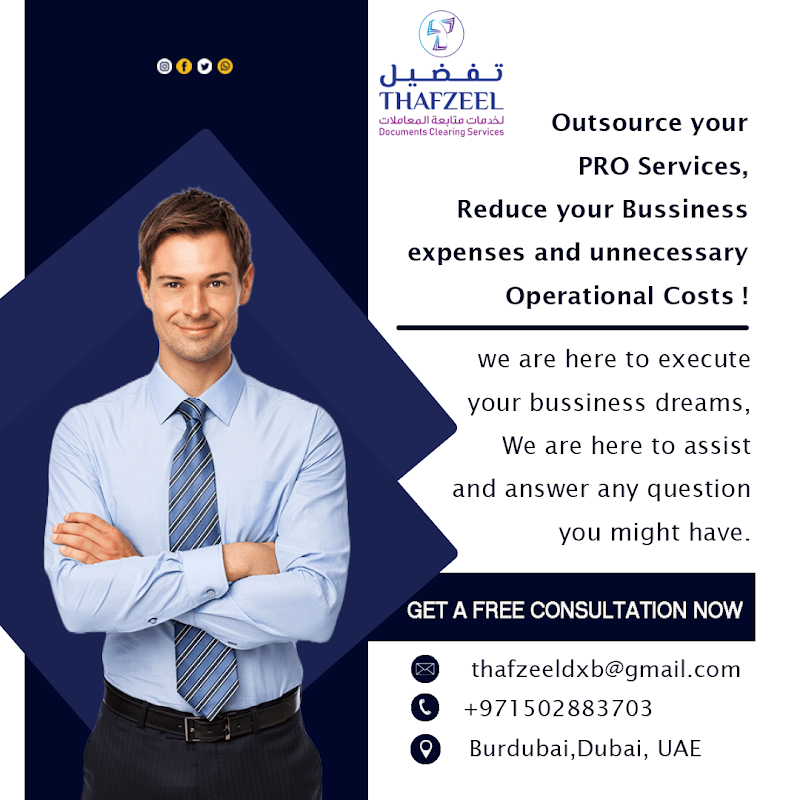 تفضيل
THAFZEEL
لخدمات متابعة المعاملات
Documents Clearing Services
Outsource your
PRO Services,
Reduce your Bussiness
expenses and unnecessary
Operational Costs !
we are here to execute
your bussiness dreams,
We are here to assist
and answer any question
you might have.
GET A FREE CONSULTATION NOW
thafzeeldxb@gmail.com
+971502883703
Burdubai,Dubai, UAE